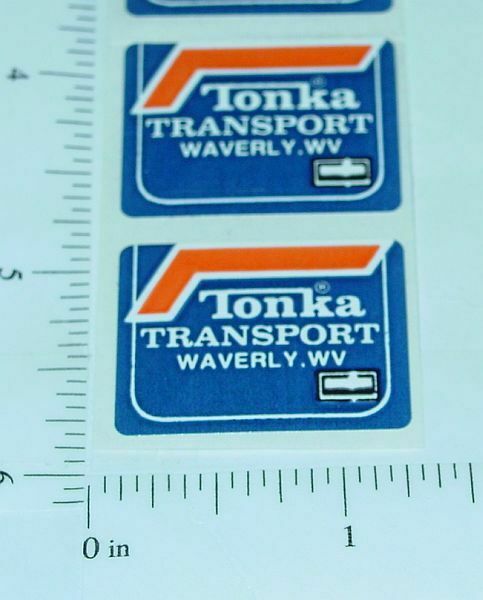 4
Tonka®
TRANSPORT
WAVERLY.WV
5
Tonka®
TRANSPORT
WAVERLY.WV
6
0 in
1